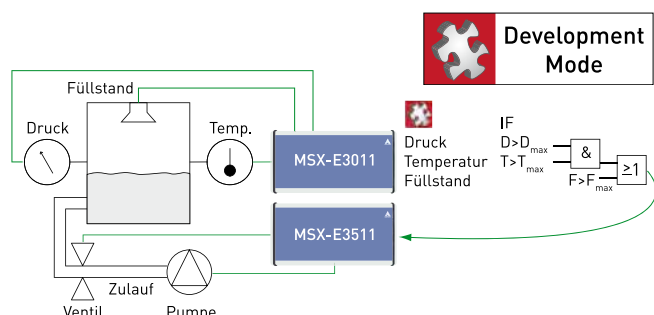 Development
Mode
Füllstand
Druck
Temp.
MSX-E3011
Druck
Temperatur
Füllstand
IF
D>Dmax
T>Tmax
&
F>Fmax
≥1
MSX-E3511
Zulauf
Ventil
Pumpe